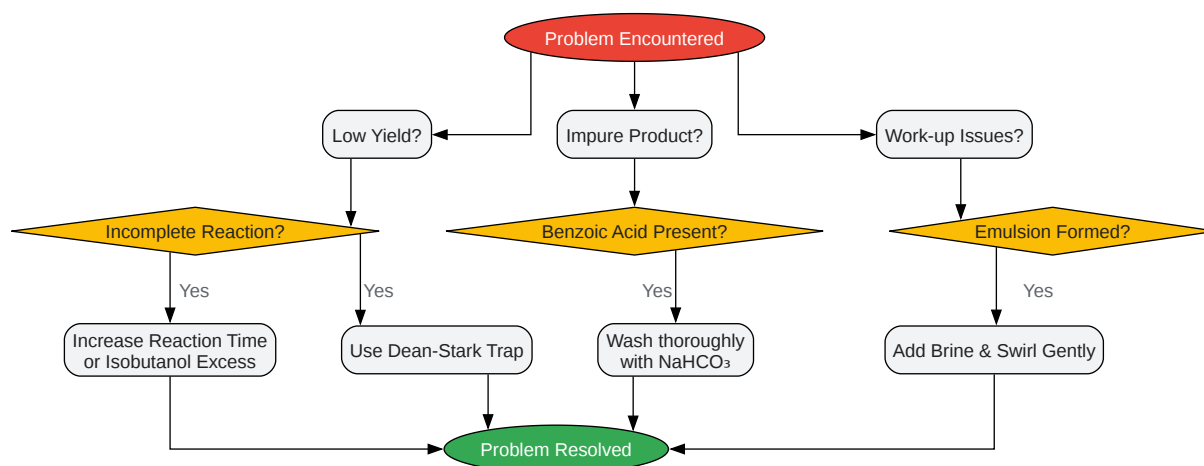 Problem Encountered
Low Yield?
Impure Product?
Work-up Issues?
Incomplete Reaction?
Benzoic Acid Present?
Emulsion Formed?
Yes
Yes
Yes
Yes
Increase Reaction Time
or Isobutanol Excess
Use Dean-Stark Trap
Wash thoroughly
with NaHCO₃
Add Brine & Swirl Gently
Problem Resolved